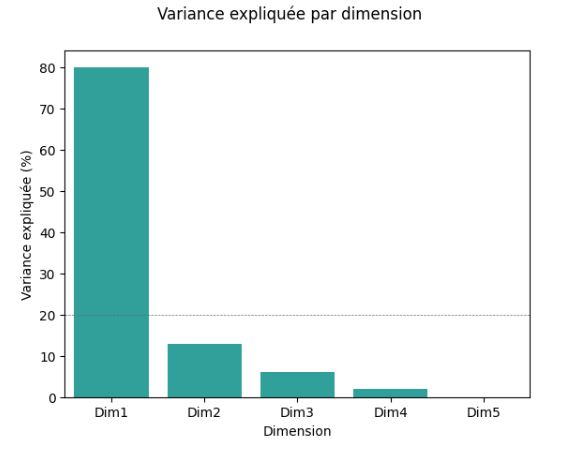 Variance expliquée par dimension
Variance expliquée (%)
80
70
60
50
40
30
20
10
0
Dim1 Dim2 Dim3 Dim4 Dim5
Dimension